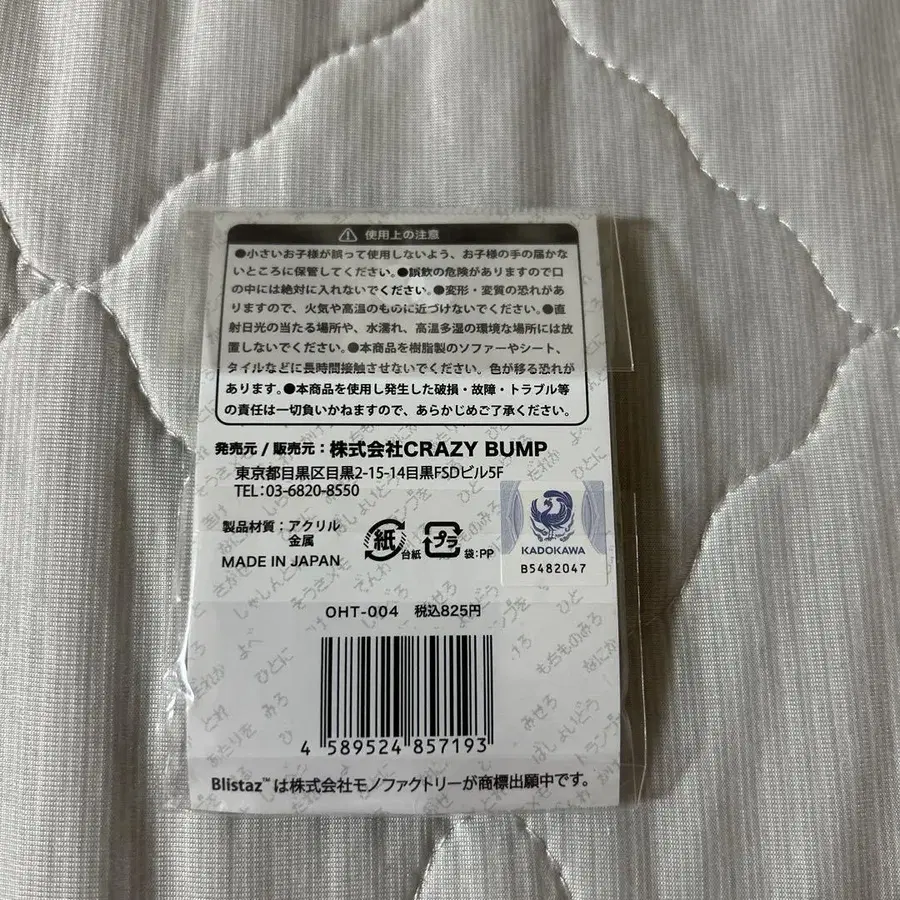 ⚠ 使用上の注意
●小さいお子様が誤って使用しないよう、お子様の手の届かな
いところに保管してください。●誤飲の危険がありますので口
の中には絶対に入れないでください。●変形・変質の恐れがあ
りますので、火気や高温のものに近づけないでください。●直
射日光の当たる場所や、水濡れ、高温多湿の環境な場所には放
置しないでください。●本商品を樹脂製のソファーやシート、
タイルなどに長時間接触させないでください。色が移る恐れが
あります。●本商品を使用し発生した破損・故障・トラブル等
の責任は一切負いかねますので、あらかじめご了承ください。
発売元 / 販売元：株式会社CRAZY BUMP
東京都目黒区目黒2-15-14目黒FSDビル5F
TEL：03-6820-8550
製品材質：アクリル
金属
MADE IN JAPAN
紙 台紙
プラ 袋:PP
KADOKAWA
B5482047
OHT-004 税込825円
4 589524 857193
Blistaz™は株式会社モノファクトリーが商標出願中です。